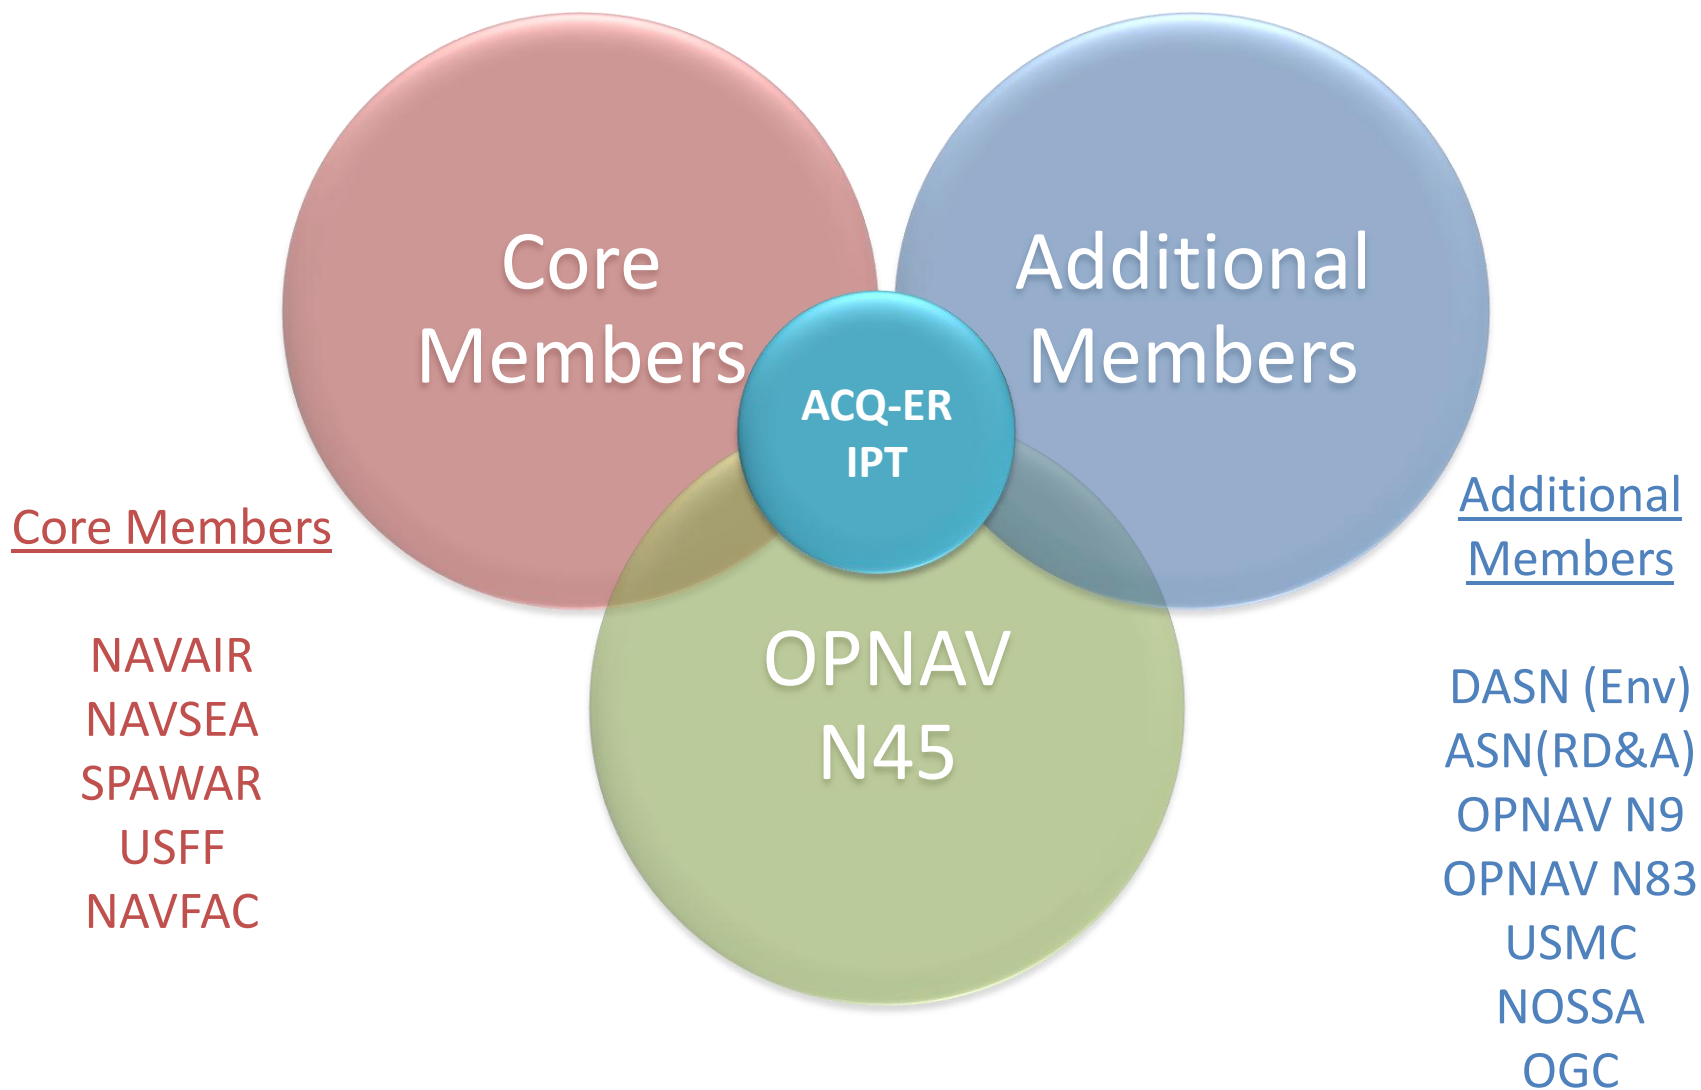 Core
Members
Additional
Members
ACQ-ER
IPT
OPNAV
N45
Core Members
NAVAIR
NAVSEA
SPAWAR
USFF
NAVFAC
Additional
Members
DASN (Env)
ASN(RD&A)
OPNAV N9
OPNAV N83
USMC
NOSSA
OGC